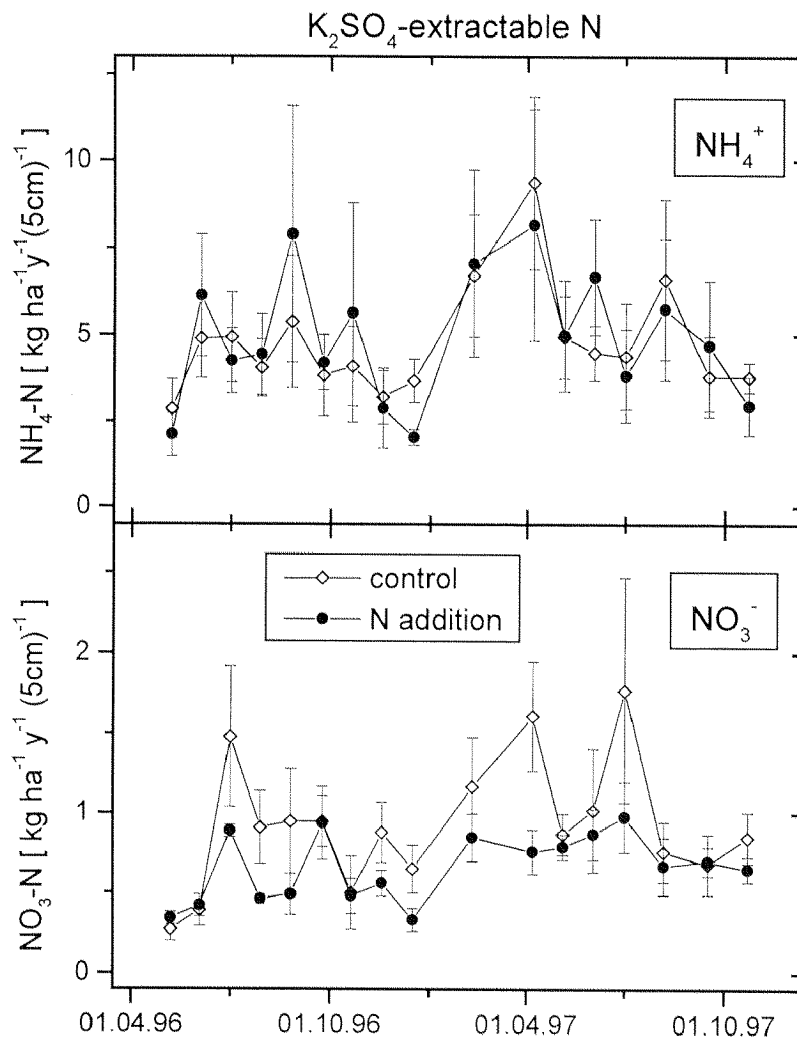 K₂SO₄-extractable N
NH₄-N [ kg ha⁻¹y⁻¹(5cm)⁻¹ ]
10
5
0
NH₄⁺
NO₃-N [ kg ha⁻¹ y⁻¹ (5cm)⁻¹ ]
2
1
0
control
N addition
NO₃⁻
01.04.96 01.10.96 01.04.97 01.10.97